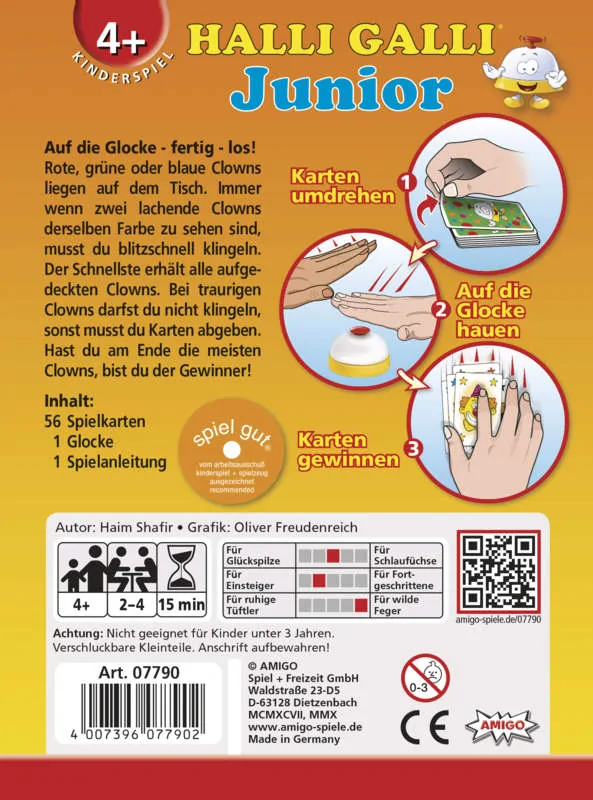 4+
KINDERSPIEL
HALLI GALLI®
Junior
Auf die Glocke - fertig - los!
Rote, grüne oder blaue Clowns
liegen auf dem Tisch. Immer
wenn zwei lachende Clowns
derselben Farbe zu sehen sind,
musst du blitzschnell klingeln.
Der Schnellste erhält alle aufge-
deckten Clowns. Bei traurigen
Clowns darfst du nicht klingeln,
sonst musst du Karten abgeben.
Hast du am Ende die meisten
Clowns, bist du der Gewinner!
Karten
umdrehen
1
2
Auf die
Glocke
hauen
Karten
gewinnen
3
Inhalt:
56 Spielkarten
1 Glocke
1 Spielanleitung
spiel gut®
vom arbeitsausschuß
kinderspiel + spielzeug
ausgezeichnet
recommended
Autor: Haim Shafir • Grafik: Oliver Freudenreich
4+
2–4
15 min
Für
Glückspilze
Für
Schlaufüchse
Für
Einsteiger
Für Fort-
geschrittene
Für ruhige
Tüftler
Für wilde
Feger
amigo-spiele.de/07790
Achtung: Nicht geeignet für Kinder unter 3 Jahren.
Verschluckbare Kleinteile. Anschrift aufbewahren!
Art. 07790
4 007396 077902
© AMIGO
Spiel + Freizeit GmbH
Waldstraße 23-D5
D-63128 Dietzenbach
MCMXCVII, MMX
www.amigo-spiele.de
Made in Germany
0-3
CE
AMIGO